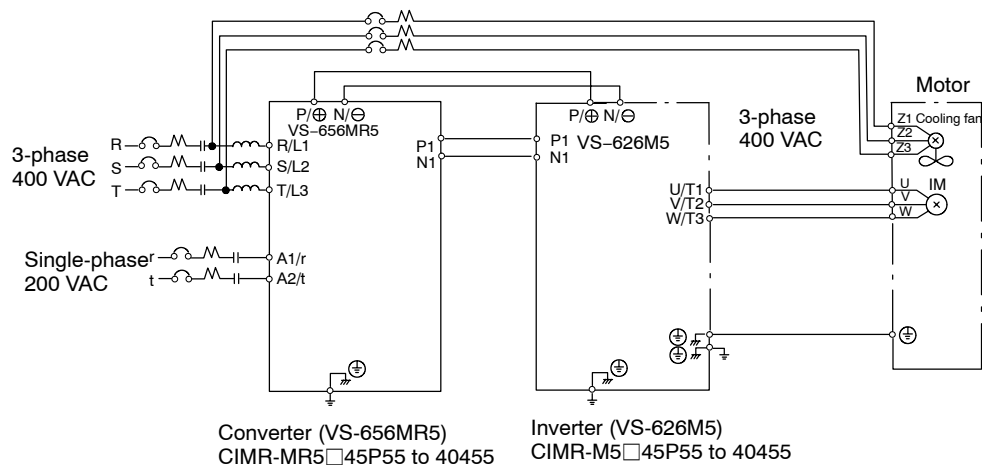 Motor
P/⊕ N/⊖
VS-656MR5
P/⊕ N/⊖
VS-626M5
3-phase
400 VAC
Z1 Cooling fan
Z2
Z3
3-phase
400 VAC
R
S
T
R/L1
S/L2
T/L3
P1
N1
P1
N1
U/T1
V/T2
W/T3
U
V
W
IM
Single-phase
200 VAC
r
t
A1/r
A2/t
Converter (VS-656MR5)
CIMR-MR5□45P55 to 40455
Inverter (VS-626M5)
CIMR-M5□45P55 to 40455